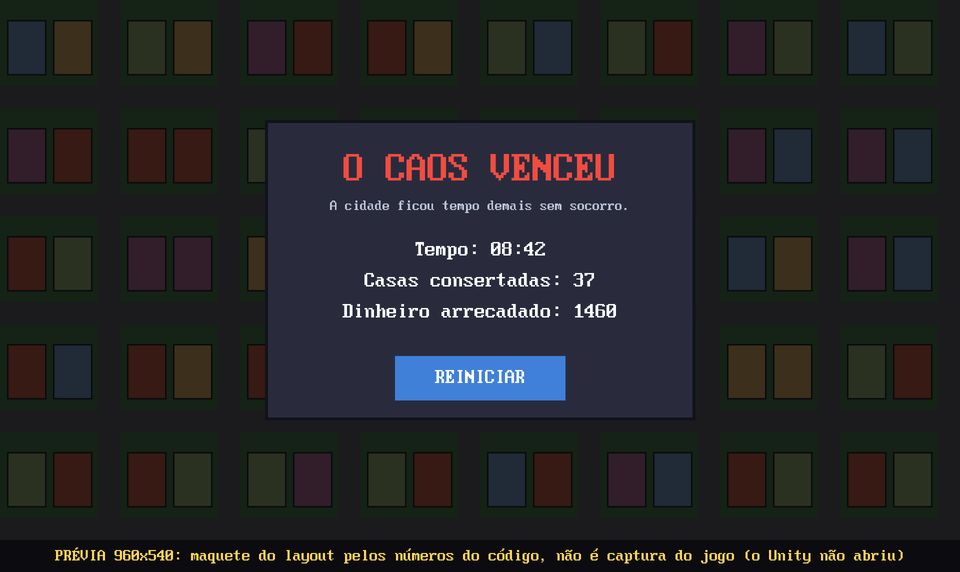 O CAOS VENCEU
A cidade ficou tempo demais sem socorro.
Tempo: 08:42
Casas consertadas: 37
Dinheiro arrecadado: 1460
REINICIAR
PRÉVIA 960x540: maquete do layout pelos números do código, não é captura do jogo (o Unity não abriu)